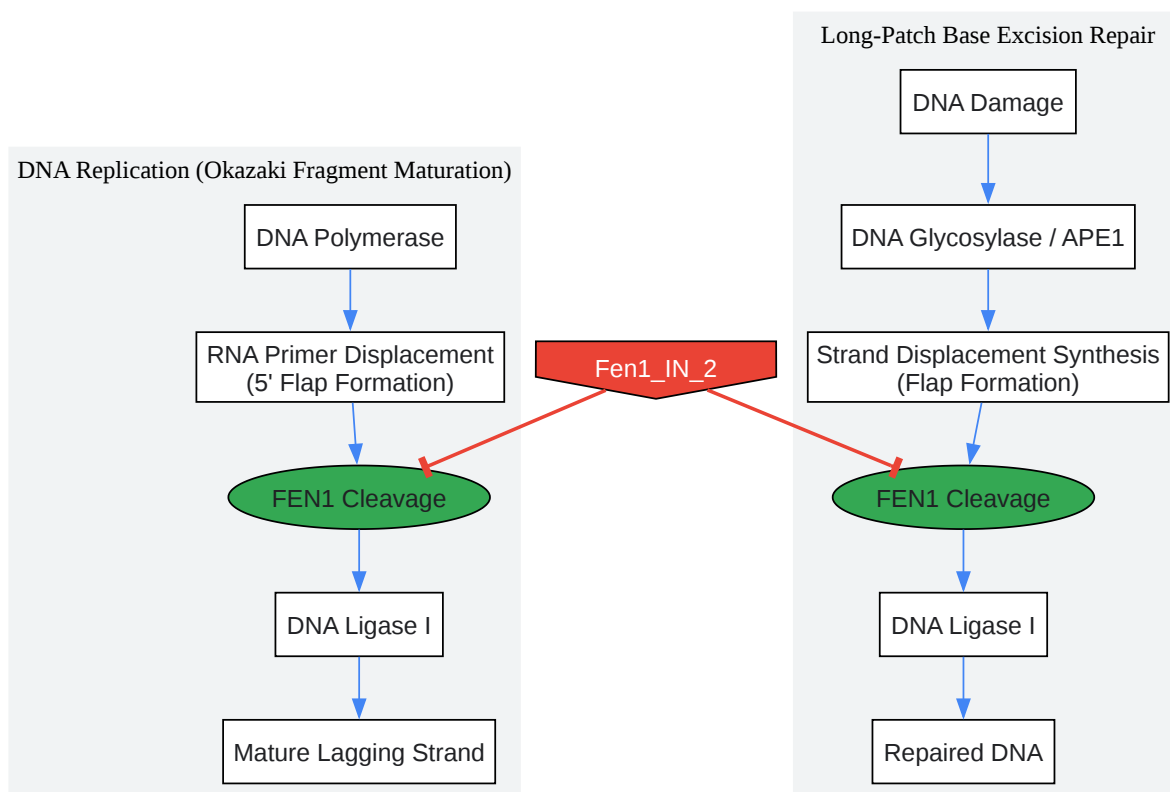 DNA Replication (Okazaki Fragment Maturation)
DNA Polymerase
RNA Primer Displacement
(5' Flap Formation)
FEN1 Cleavage
DNA Ligase I
Mature Lagging Strand
Fen1_IN_2
Long-Patch Base Excision Repair
DNA Damage
DNA Glycosylase / APE1
Strand Displacement Synthesis
(Flap Formation)
FEN1 Cleavage
DNA Ligase I
Repaired DNA